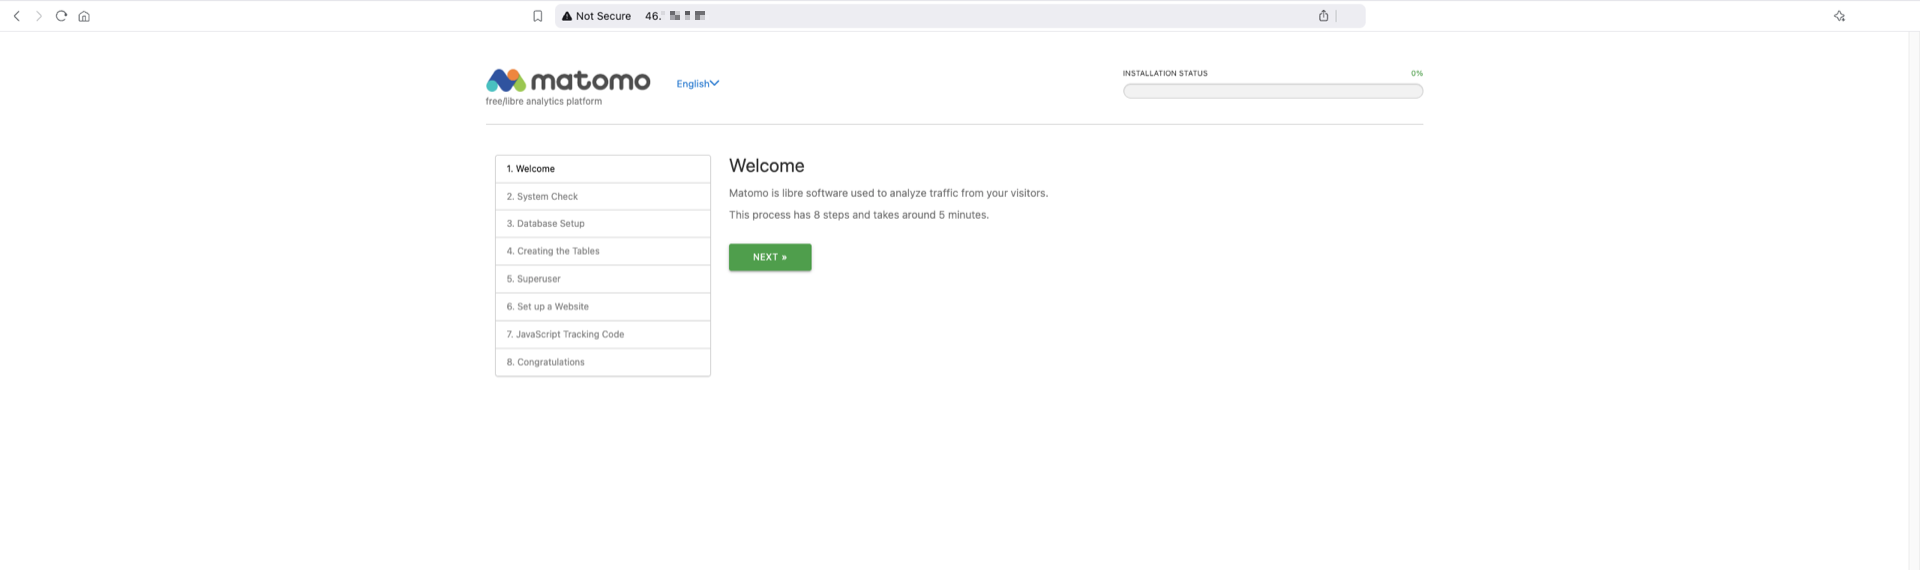 Not Secure 46.
matomo
free/libre analytics platform
English
INSTALLATION STATUS 0%
1. Welcome
2. System Check
3. Database Setup
4. Creating the Tables
5. Superuser
6. Set up a Website
7. JavaScript Tracking Code
8. Congratulations
Welcome
Matomo is libre software used to analyze traffic from your visitors.
This process has 8 steps and takes around 5 minutes.
NEXT »